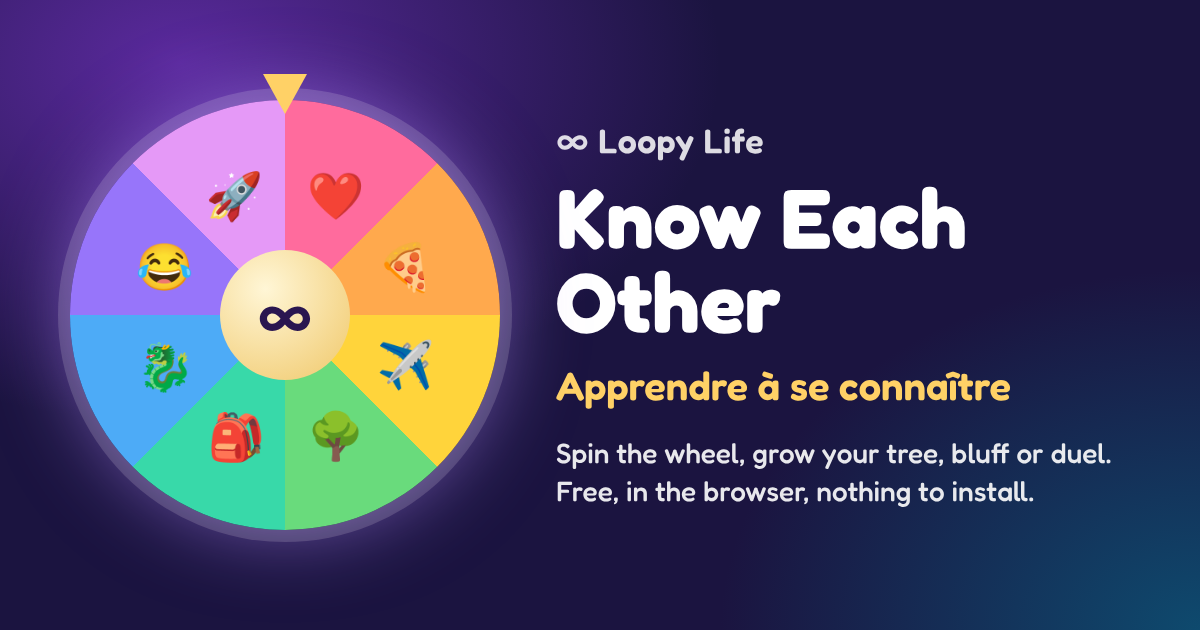 ∞ Loopy Life
Know Each
Other
Apprendre à se connaître
Spin the wheel, grow your tree, bluff or duel.
Free, in the browser, nothing to install.